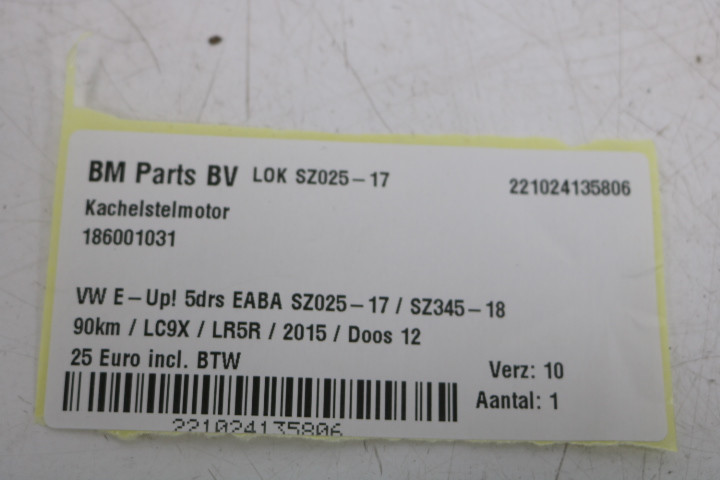 BM Parts BV LOK SZ025-17 221024135806
Kachelstelmotor
186001031
VW E-Up! 5drs EABA SZ025-17 / SZ345-18
90km / LC9X / LR5R / 2015 / Doos 12
25 Euro incl. BTW Verz: 10
Aantal: 1
221024135806